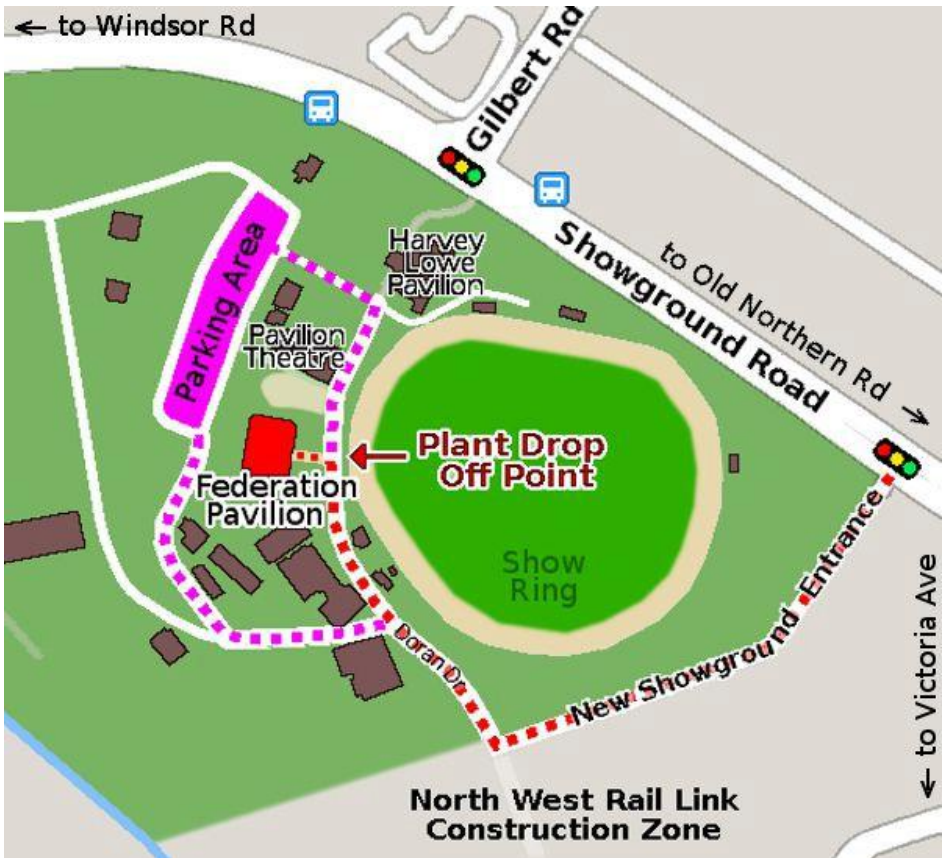 ← to Windsor Rd
Gilbert Rd
Harvey
Lowe
Pavilion
Showground Road
to Old Northern Rd →
Parking Area
Pavilion
Theatre
← Plant Drop
Off Point
Federation
Pavilion
Show
Ring
New Showground Entrance
Doran Dr
← to Victoria Ave
North West Rail Link
Construction Zone